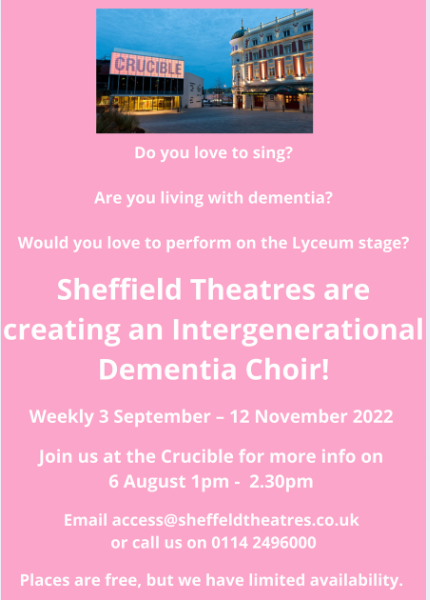 CRUCIBLE
Do you love to sing?
Are you living with dementia?
Would you love to perform on the Lyceum stage?
Sheffield Theatres are
creating an Intergenerational
Dementia Choir!
Weekly 3 September – 12 November 2022
Join us at the Crucible for more info on
6 August 1pm - 2.30pm
Email access@sheffeldtheatres.co.uk
or call us on 0114 2496000
Places are free, but we have limited availability.